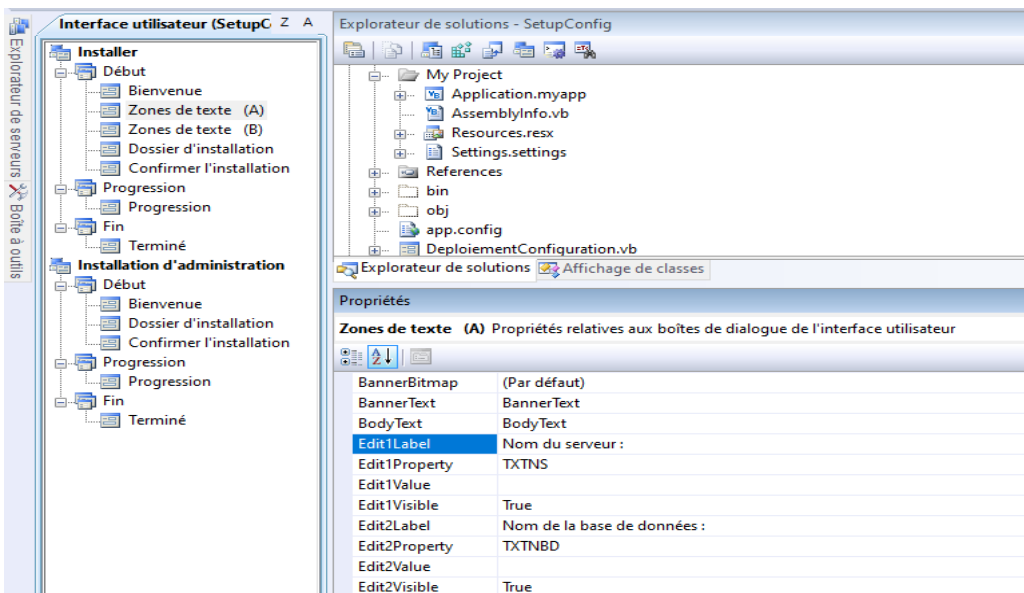 Explorateur de serveurs
Boîte à outils
Interface utilisateur (SetupC
Z A
Installer
Début
Bienvenue
Zones de texte (A)
Zones de texte (B)
Dossier d'installation
Confirmer l'installation
Progression
Progression
Fin
Terminé
Installation d'administration
Début
Bienvenue
Dossier d'installation
Confirmer l'installation
Progression
Progression
Fin
Terminé
Explorateur de solutions - SetupConfig
My Project
Application.myapp
AssemblyInfo.vb
Resources.resx
Settings.settings
References
bin
obj
app.config
DeploiementConfiguration.vb
Explorateur de solutions Affichage de classes
Propriétés
Zones de texte (A) Propriétés relatives aux boîtes de dialogue de l'interface utilisateur
BannerBitmap (Par défaut)
BannerText BannerText
BodyText BodyText
Edit1Label Nom du serveur :
Edit1Property TXTNS
Edit1Value
Edit1Visible True
Edit2Label Nom de la base de données :
Edit2Property TXTNBD
Edit2Value
Edit2Visible True